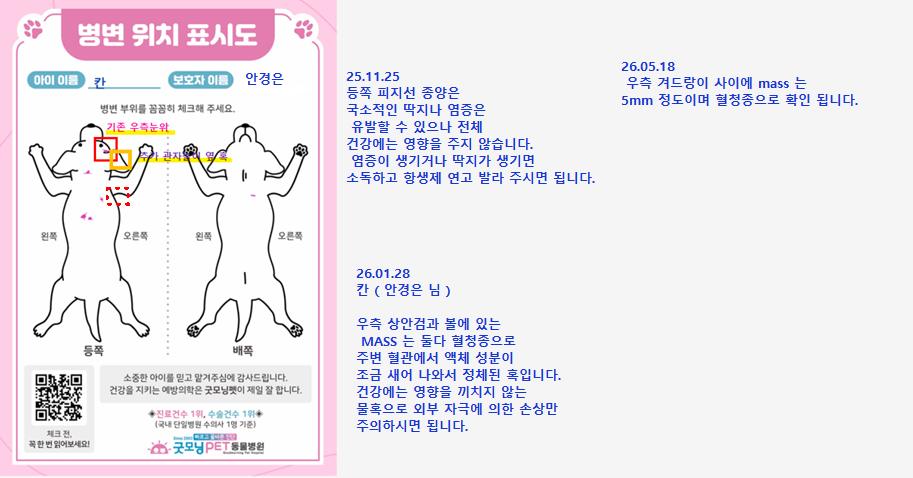 병변 위치 표시도
아이 이름 칸 보호자 이름 안경은
병변 부위를 꼼꼼히 체크해 주세요.
기존 우측눈위
추가 관자놀이 옆 혹
왼쪽 오른쪽 왼쪽 오른쪽
등쪽 배쪽
소중한 아이를 믿고 맡겨주심에 감사드립니다.
건강을 지키는 예방의학은 굿모닝펫이 제일 잘 합니다.
◈진료건수 1위, 수술건수 1위◈
(국내 단일병원 수의사 1명 기준)
체크 전,
꼭 한 번 읽어보세요!
굿모닝PET동물병원
25.11.25
등쪽 피지선 종양은
국소적인 딱지나 염증은
유발할 수 있으나 전체
건강에는 영향을 주지 않습니다.
염증이 생기거나 딱지가 생기면
소독하고 항생제 연고 발라 주시면 됩니다.
26.01.28
칸 ( 안경은 님 )
우측 상안검과 볼에 있는
MASS 는 둘다 혈청종으로
주변 혈관에서 액체 성분이
조금 새어 나와서 정체된 혹입니다.
건강에는 영향을 끼치지 않는
물혹으로 외부 자극에 의한 손상만
주의하시면 됩니다.
26.05.18
우측 겨드랑이 사이에 mass 는
5mm 정도이며 혈청종으로 확인 됩니다.